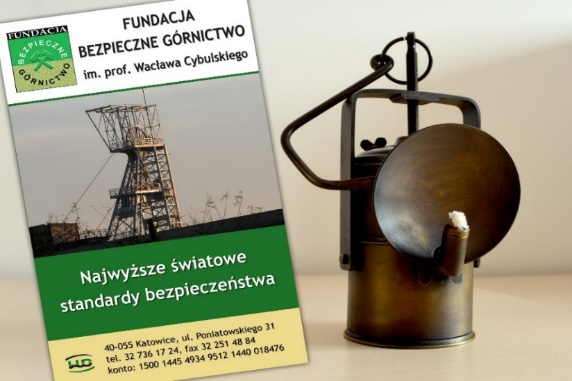 FUNDACJA
BEZPIECZNE GÓRNICTWO
FUNDACJA
BEZPIECZNE GÓRNICTWO
im. prof. Wacława Cybulskiego
Najwyższe światowe
standardy bezpieczeństwa
40-055 Katowice, ul. Poniatowskiego 31
tel. 32 736 17 24, fax 32 251 48 84
konto: 1500 1445 4934 9512 1440 018476